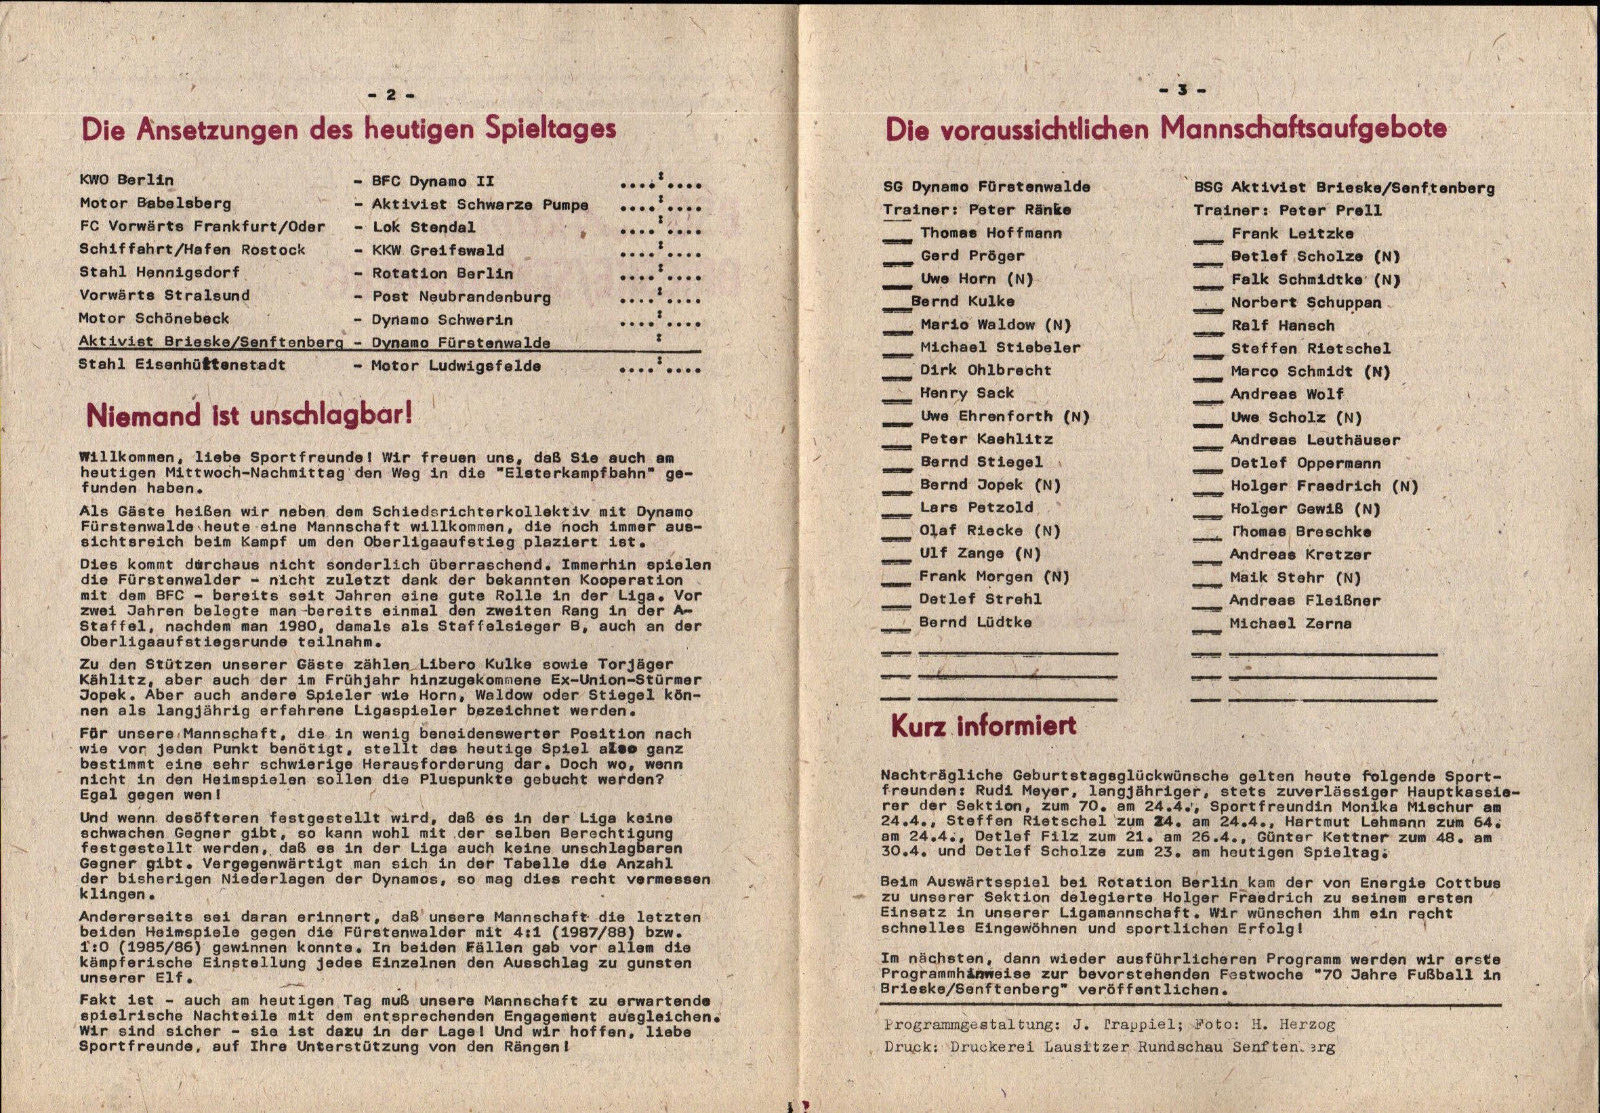 - 2 -
Die Ansetzungen des heutigen Spieltages
KWO Berlin - BFC Dynamo II ....:....
Motor Babelsberg - Aktivist Schwarze Pumpe ....:....
FC Vorwärts Frankfurt/Oder - Lok Stendal ....:....
Schiffahrt/Hafen Rostock - KKW Greifswald ....:....
Stahl Hennigsdorf - Rotation Berlin ....:....
Vorwärts Stralsund - Post Neubrandenburg ....:....
Motor Schönebeck - Dynamo Schwerin ....:....
Aktivist Brieske/Senftenberg - Dynamo Fürstenwalde :
Stahl Eisenhüttenstadt - Motor Ludwigsfelde ....:....
Niemand ist unschlagbar!
Willkommen, liebe Sportfreunde! Wir freuen uns, daß Sie auch am
heutigen Mittwoch-Nachmittag den Weg in die "Elsterkampfbahn" ge-
funden haben.
Als Gäste heißen wir neben dem Schiedsrichterkollektiv mit Dynamo
Fürstenwalde heute eine Mannschaft willkommen, die noch immer aus-
sichtsreich beim Kampf um den Oberligaaufstieg plaziert ist.
Dies kommt durchaus nicht sonderlich überraschend. Immerhin spielen
die Fürstenwalder - nicht zuletzt dank der bekannten Kooperation
mit dem BFC - bereits seit Jahren eine gute Rolle in der Liga. Vor
zwei Jahren belegte man bereits einmal den zweiten Rang in der A-
Staffel, nachdem man 1980, damals als Staffelsieger B, auch an der
Oberligaaufstiegsrunde teilnahm.
Zu den Stützen unserer Gäste zählen Libero Kulke sowie Torjäger
Kählitz, aber auch der im Frühjahr hinzugekommene Ex-Union-Stürmer
Jopek. Aber auch andere Spieler wie Horn, Waldow oder Stiegel kön-
nen als langjährig erfahrene Ligaspieler bezeichnet werden.
Für unsere Mannschaft, die in wenig beneidenswerter Position nach
wie vor jeden Punkt benötigt, stellt das heutige Spiel also ganz
bestimmt eine sehr schwierige Herausforderung dar. Doch wo, wenn
nicht in den Heimspielen sollen die Pluspunkte gebucht werden?
Egal gegen wen!
Und wenn desöfteren festgestellt wird, daß es in der Liga keine
schwachen Gegner gibt, so kann wohl mit der selben Berechtigung
festgestellt werden, daß es in der Liga auch keine unschlagbaren
Gegner gibt. Vergegenwärtigt man sich in der Tabelle die Anzahl
der bisherigen Niederlagen der Dynamos, so mag dies recht vermessen
klingen.
Andererseits sei daran erinnert, daß unsere Mannschaft die letzten
beiden Heimspiele gegen die Fürstenwalder mit 4:1 (1987/88) bzw.
1:0 (1985/86) gewinnen konnte. In beiden Fällen gab vor allem die
kämpferische Einstellung jedes Einzelnen den Ausschlag zu gunsten
unserer Elf.
Fakt ist - auch am heutigen Tag muß unsere Mannschaft zu erwartende
spielrische Nachteile mit dem entsprechenden Engagement ausgleichen.
Wir sind sicher - sie ist dazu in der Lage! Und wir hoffen, liebe
Sportfreunde, auf Ihre Unterstützung von den Rängen!
- 3 -
Die voraussichtlichen Mannschaftsaufgebote
SG Dynamo Fürstenwalde
Trainer: Peter Ränke
Thomas Hoffmann
Gerd Pröger
Uwe Horn (N)
Bernd Kulke
Mario Waldow (N)
Michael Stiebeler
Dirk Ohlbrecht
Henry Sack
Uwe Ehrenforth (N)
Peter Kaehlitz
Bernd Stiegel
Bernd Jopek (N)
Lars Petzold
Olaf Riecke (N)
Ulf Zange (N)
Frank Morgen (N)
Detlef Strehl
Bernd Lüdtke
BSG Aktivist Brieske/Senftenberg
Trainer: Peter Prell
Frank Leitzke
Detlef Scholze (N)
Falk Schmidtke (N)
Norbert Schuppan
Ralf Hansch
Steffen Rietschel
Marco Schmidt (N)
Andreas Wolf
Uwe Scholz (N)
Andreas Leuthäuser
Detlef Oppermann
Holger Fraedrich (N)
Holger Gewiß (N)
Thomas Breschke
Andreas Kretzer
Maik Stehr (N)
Andreas Fleißner
Michael Zerna
Kurz informiert
Nachträgliche Geburtstagsglückwünsche gelten heute folgende Sport-
freunden: Rudi Meyer, langjähriger, stets zuverlässiger Hauptkassie-
rer der Sektion, zum 70. am 24.4., Sportfreundin Monika Mischur am
24.4., Steffen Rietschel zum 24. am 24.4., Hartmut Lehmann zum 64.
am 24.4., Detlef Filz zum 21. am 26.4., Günter Kettner zum 48. am
30.4. und Detlef Scholze zum 23. am heutigen Spieltag.
Beim Auswärtsspiel bei Rotation Berlin kam der von Energie Cottbus
zu unserer Sektion delegierte Holger Fraedrich zu seinem ersten
Einsatz in unserer Ligamannschaft. Wir wünschen ihm ein recht
schnelles Eingewöhnen und sportlichen Erfolg!
Im nächsten, dann wieder ausführlicheren Programm werden wir erste
Programmhinweise zur bevorstehenden Festwoche "70 Jahre Fußball in
Brieske/Senftenberg" veröffentlichen.
Programmgestaltung: J. Trappiel; Foto: H. Herzog
Druck: Druckerei Lausitzer Rundschau Senftenberg